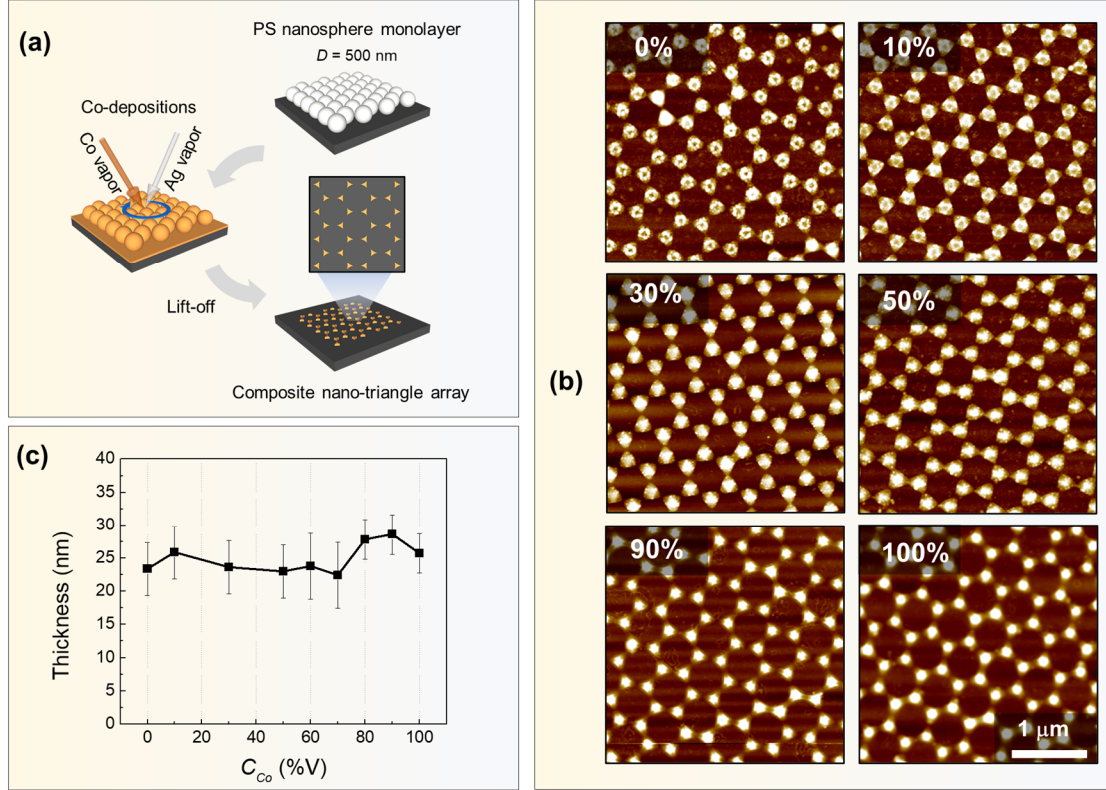 (a)
PS nanosphere monolayer
D = 500 nm
Co-depositions
Co vapor
Ag vapor
Lift-off
Composite nano-triangle array
(b)
0%
10%
30%
50%
90%
100%
1 μm
(c)
40
35
30
25
20
15
10
5
0
Thickness (nm)
0 20 40 60 80 100
C_Co (%V)